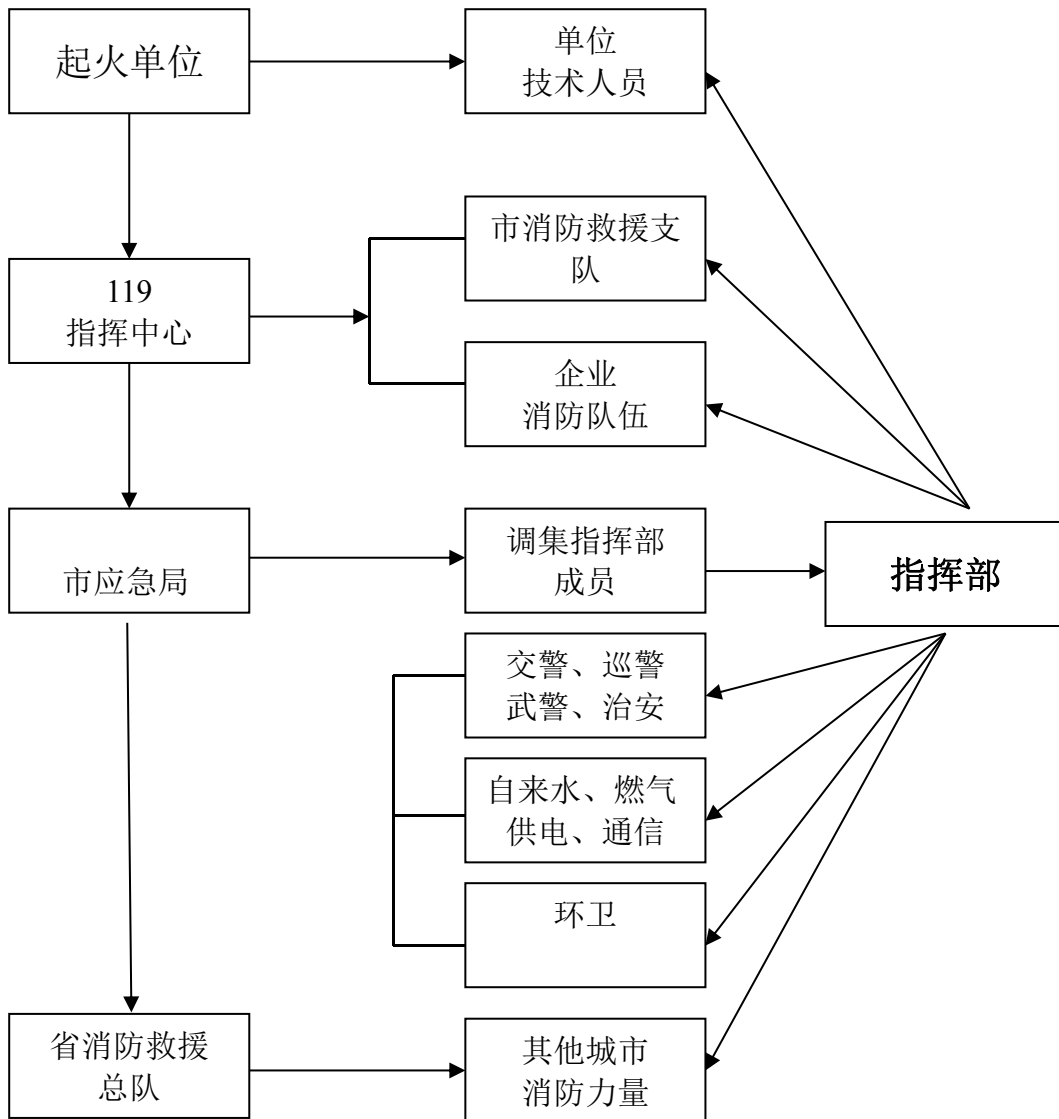 起火单位
单位
技术人员
市消防救援支
队
119
指挥中心
企业
消防队伍
市应急局
调集指挥部
成员
指挥部
交警、巡警
武警、治安
自来水、燃气
供电、通信
环卫
省消防救援
总队
其他城市
消防力量